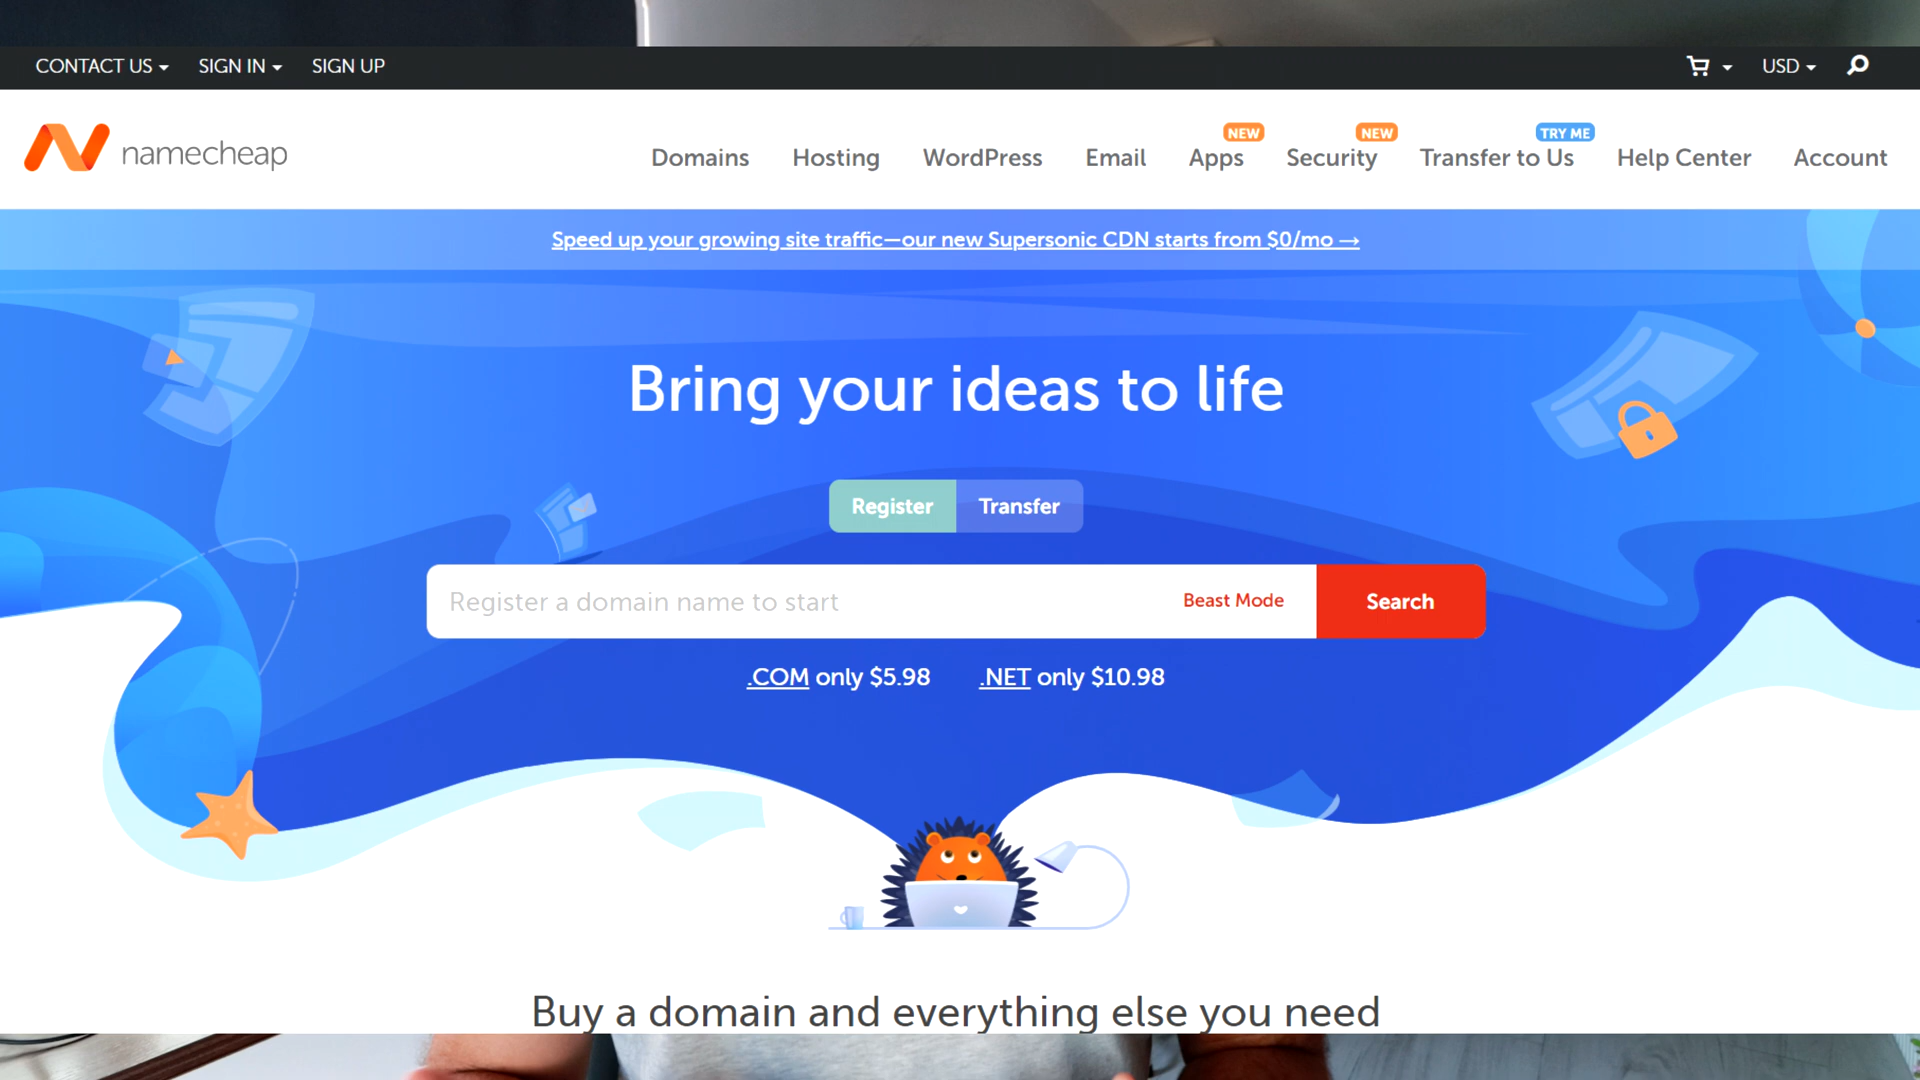 CONTACT US SIGN IN SIGN UP USD
namecheap
NEW NEW TRY ME
Domains Hosting WordPress Email Apps Security Transfer to Us Help Center Account
Speed up your growing site traffic—our new Supersonic CDN starts from $0/mo →
Bring your ideas to life
Register Transfer
Register a domain name to start Beast Mode Search
.COM only $5.98 .NET only $10.98
Buy a domain and everything else you need